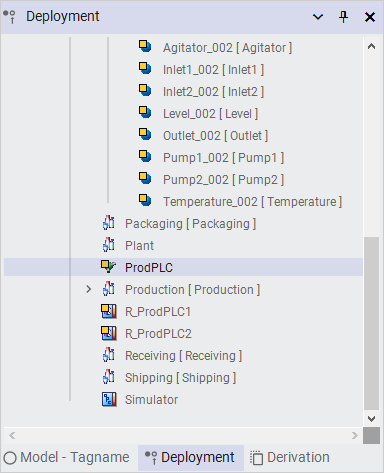 Deployment
Agitator_002 [ Agitator ]
Inlet1_002 [ Inlet1 ]
Inlet2_002 [ Inlet2 ]
Level_002 [ Level ]
Outlet_002 [ Outlet ]
Pump1_002 [ Pump1 ]
Pump2_002 [ Pump2 ]
Temperature_002 [ Temperature ]
Packaging [ Packaging ]
Plant
ProdPLC
Production [ Production ]
R_ProdPLC1
R_ProdPLC2
Receiving [ Receiving ]
Shipping [ Shipping ]
Simulator
Model - Tagname Deployment Derivation